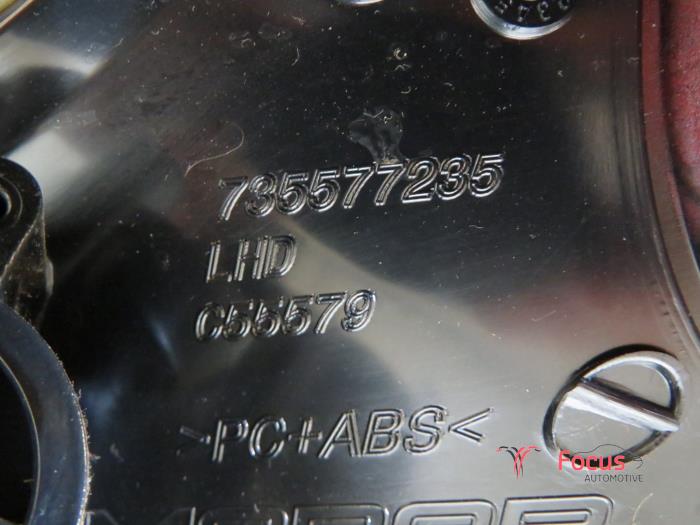 735577235
LHD
C55579
>PC+ABS<
Focus
AUTOMOTIVE